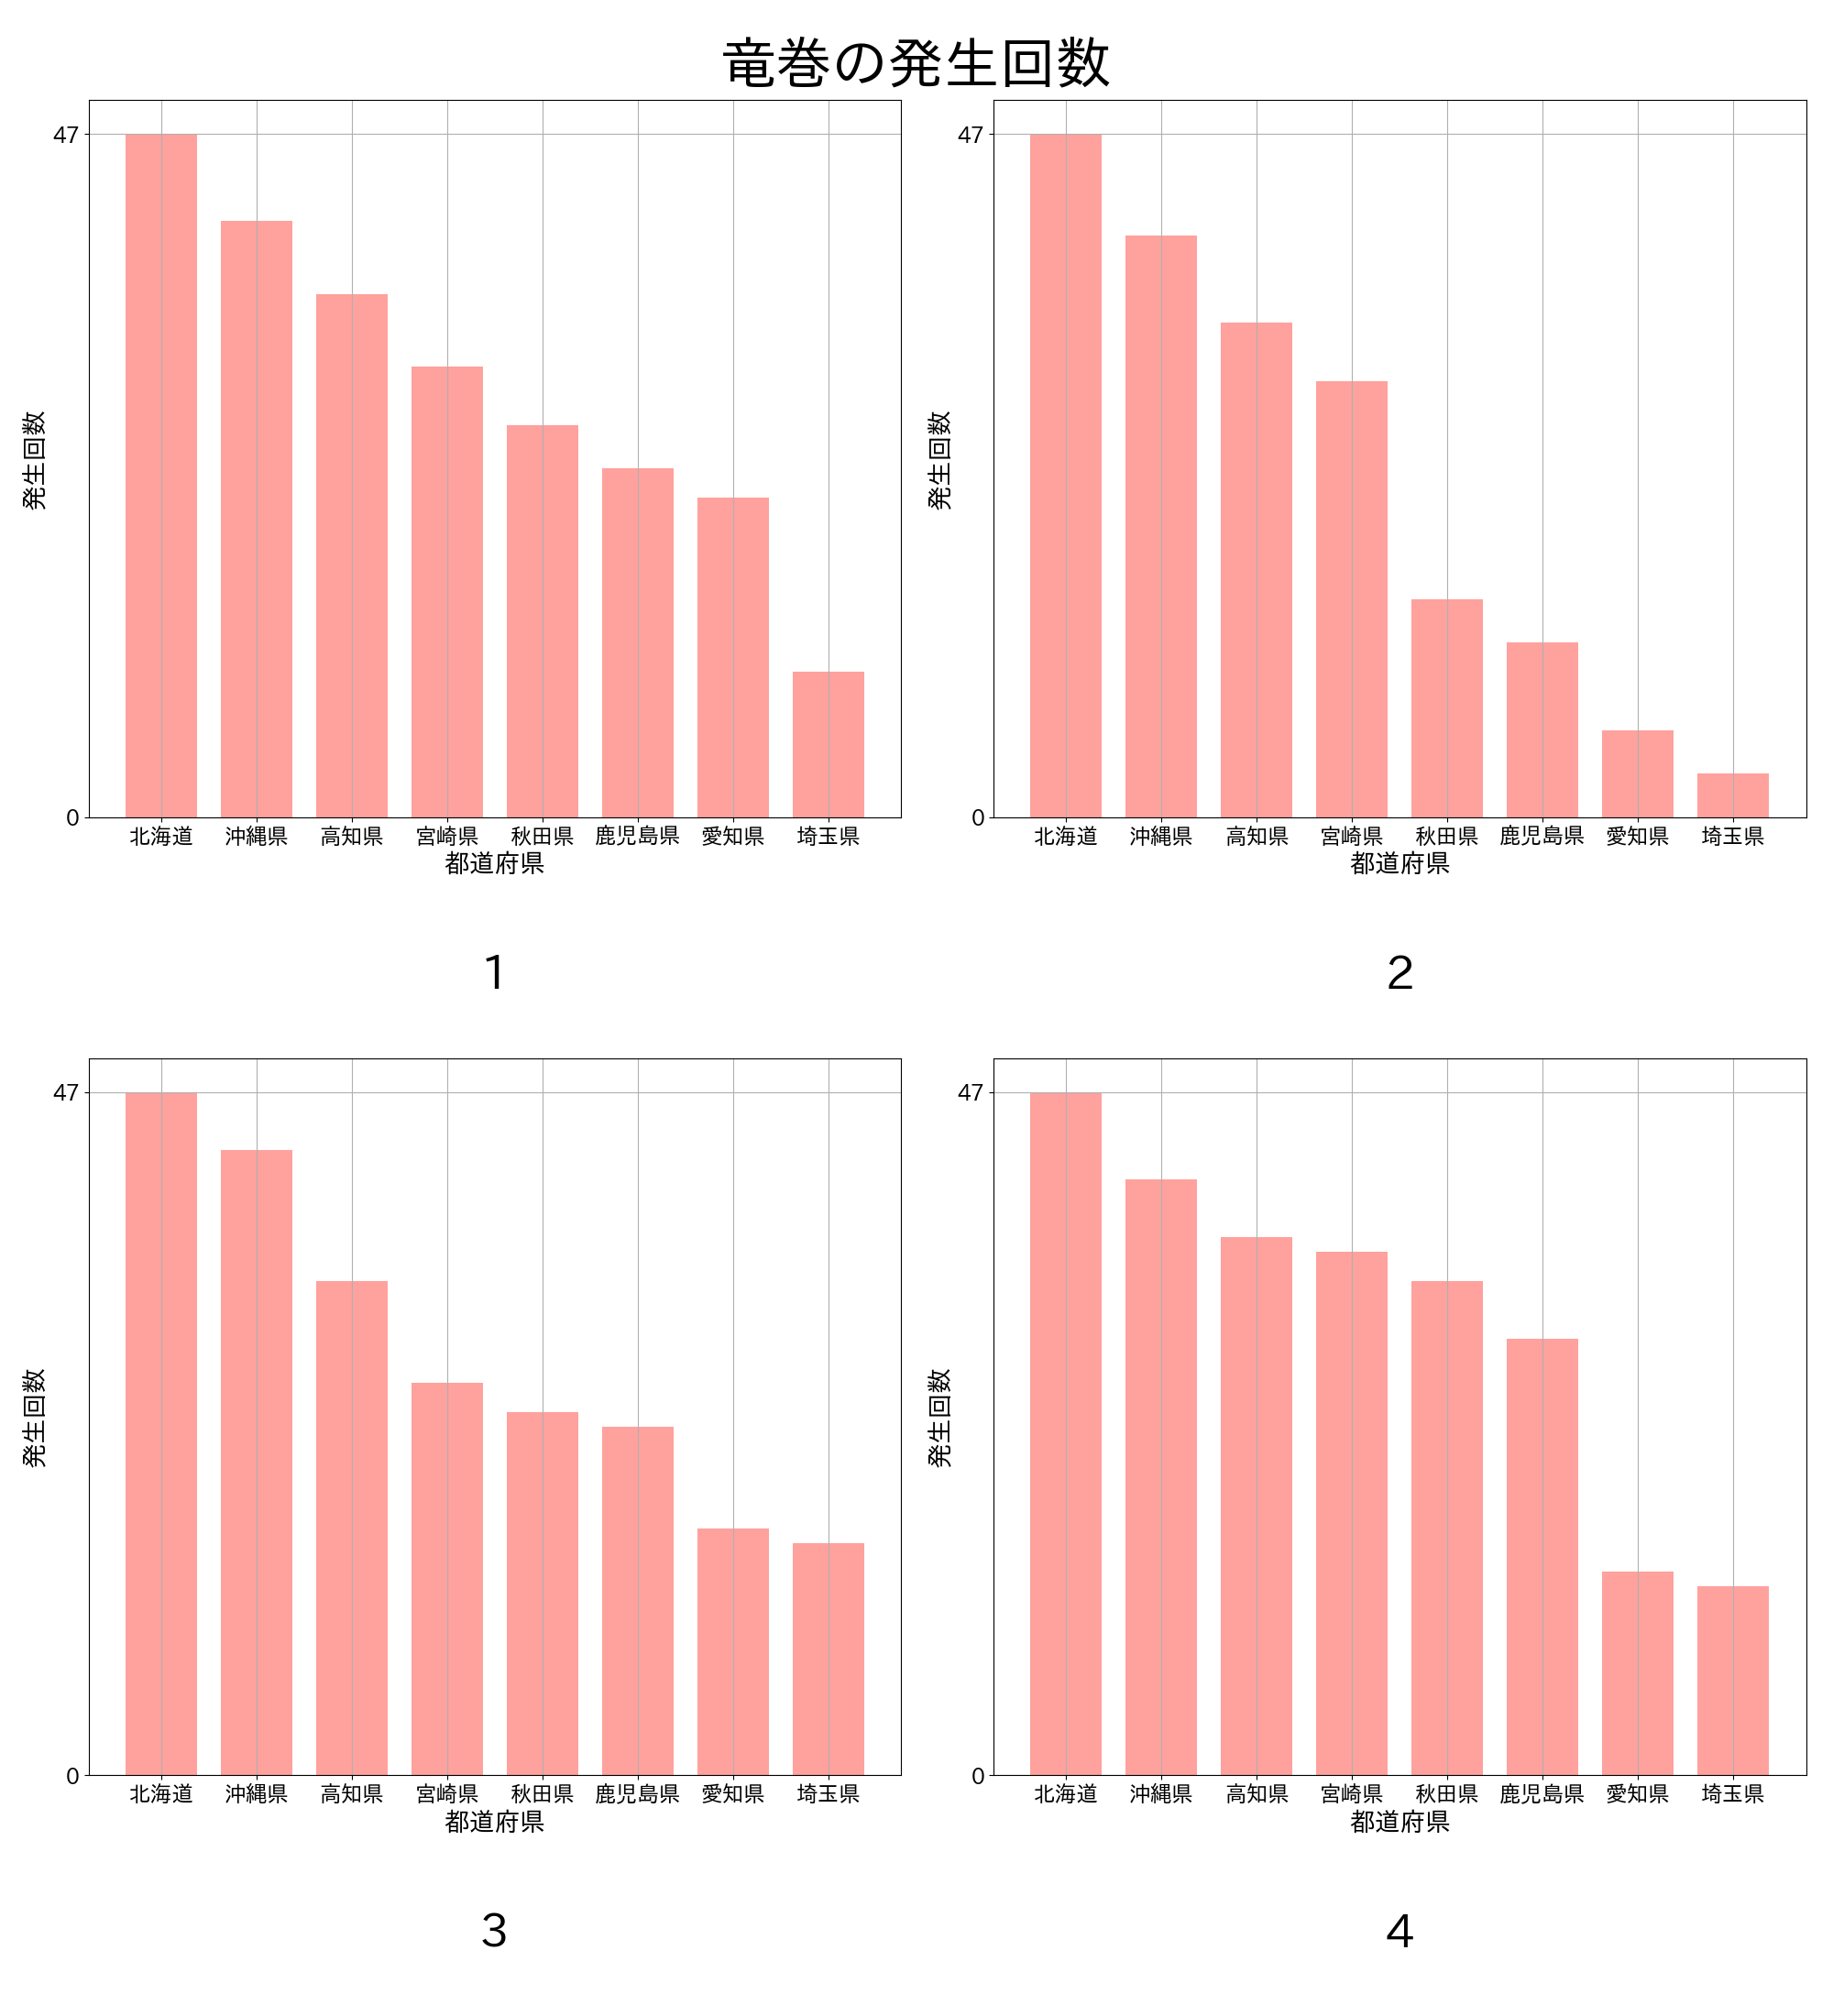 竜巻の発生回数
47
0
発生回数
北海道 沖縄県 高知県 宮崎県 秋田県 鹿児島県 愛知県 埼玉県
都道府県
1
47
0
発生回数
北海道 沖縄県 高知県 宮崎県 秋田県 鹿児島県 愛知県 埼玉県
都道府県
2
47
0
発生回数
北海道 沖縄県 高知県 宮崎県 秋田県 鹿児島県 愛知県 埼玉県
都道府県
3
47
0
発生回数
北海道 沖縄県 高知県 宮崎県 秋田県 鹿児島県 愛知県 埼玉県
都道府県
4